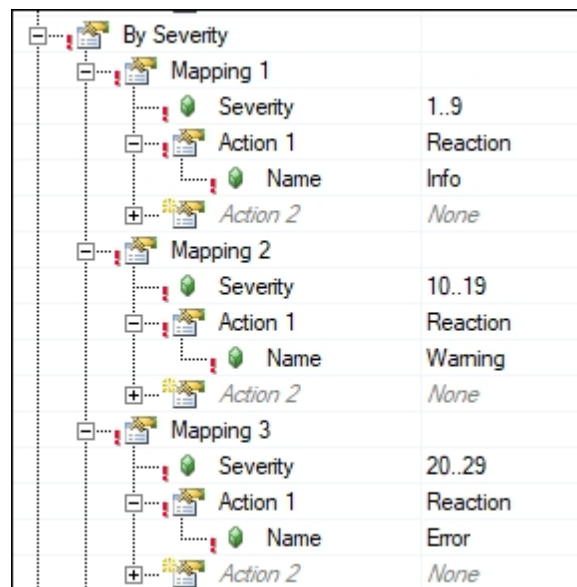 By Severity
Mapping 1
Severity 1..9
Action 1 Reaction
Name Info
Action 2 None
Mapping 2
Severity 10..19
Action 1 Reaction
Name Warning
Action 2 None
Mapping 3
Severity 20..29
Action 1 Reaction
Name Error
Action 2 None